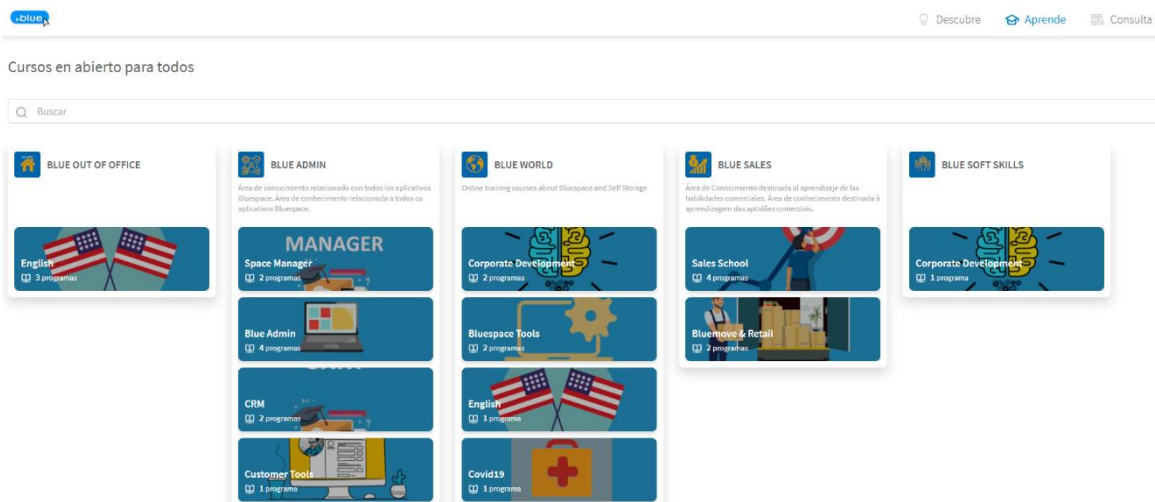 +blue
Descubre
Aprende
Consulta
Cursos en abierto para todos
Buscar
BLUE OUT OF OFFICE
English
3 programas
BLUE ADMIN
Área de conocimiento relacionado con todos los aplicativos
Bluespace. Área de conhecimento relacionada a todos os
aplicativos Bluespace.
MANAGER
Space Manager
2 programas
Blue Admin
4 programas
CRM
2 programas
Customer Tools
1 programa
BLUE WORLD
Online training courses about Bluespace and Self Storage
Corporate Development
2 programas
Bluespace Tools
2 programas
English
1 programa
Covid19
1 programa
BLUE SALES
Área de Conocimiento destinada al aprendizaje de las
habilidades comerciales. Área de conhecimento destinada à
aprendizagem das aptidões comerciais.
Sales School
4 programas
Bluemove & Retail
2 programas
BLUE SOFT SKILLS
Corporate Development
1 programa